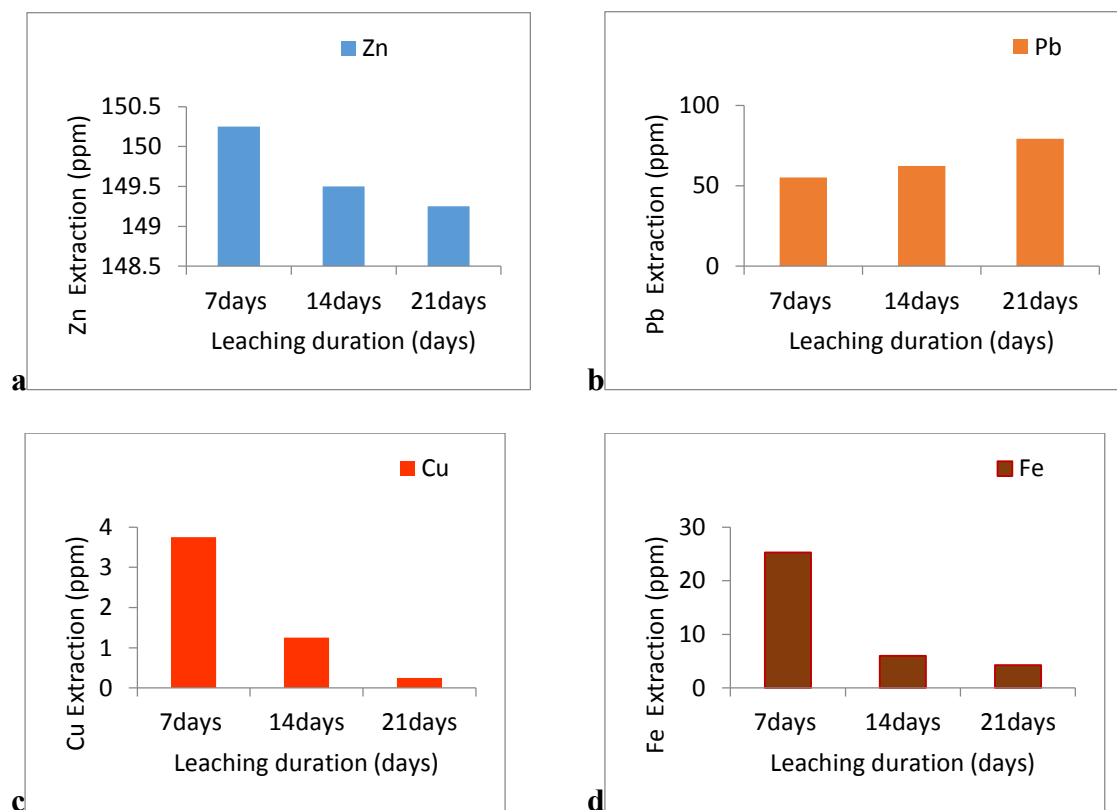 Zn
150.5
150
149.5
149
148.5
Zn  Extraction (ppm)
7days 14days 21days
Leaching duration (days)
a
Pb
100
50
0
Pb  Extraction (ppm)
7days 14days 21days
Leaching duration (days)
b
Cu
4
3
2
1
0
Cu Extraction (ppm)
7days 14days 21days
Leaching duration (days)
c
Fe
30
20
10
0
Fe  Extraction (ppm)
7days 14days 21days
Leaching duration (days)
d